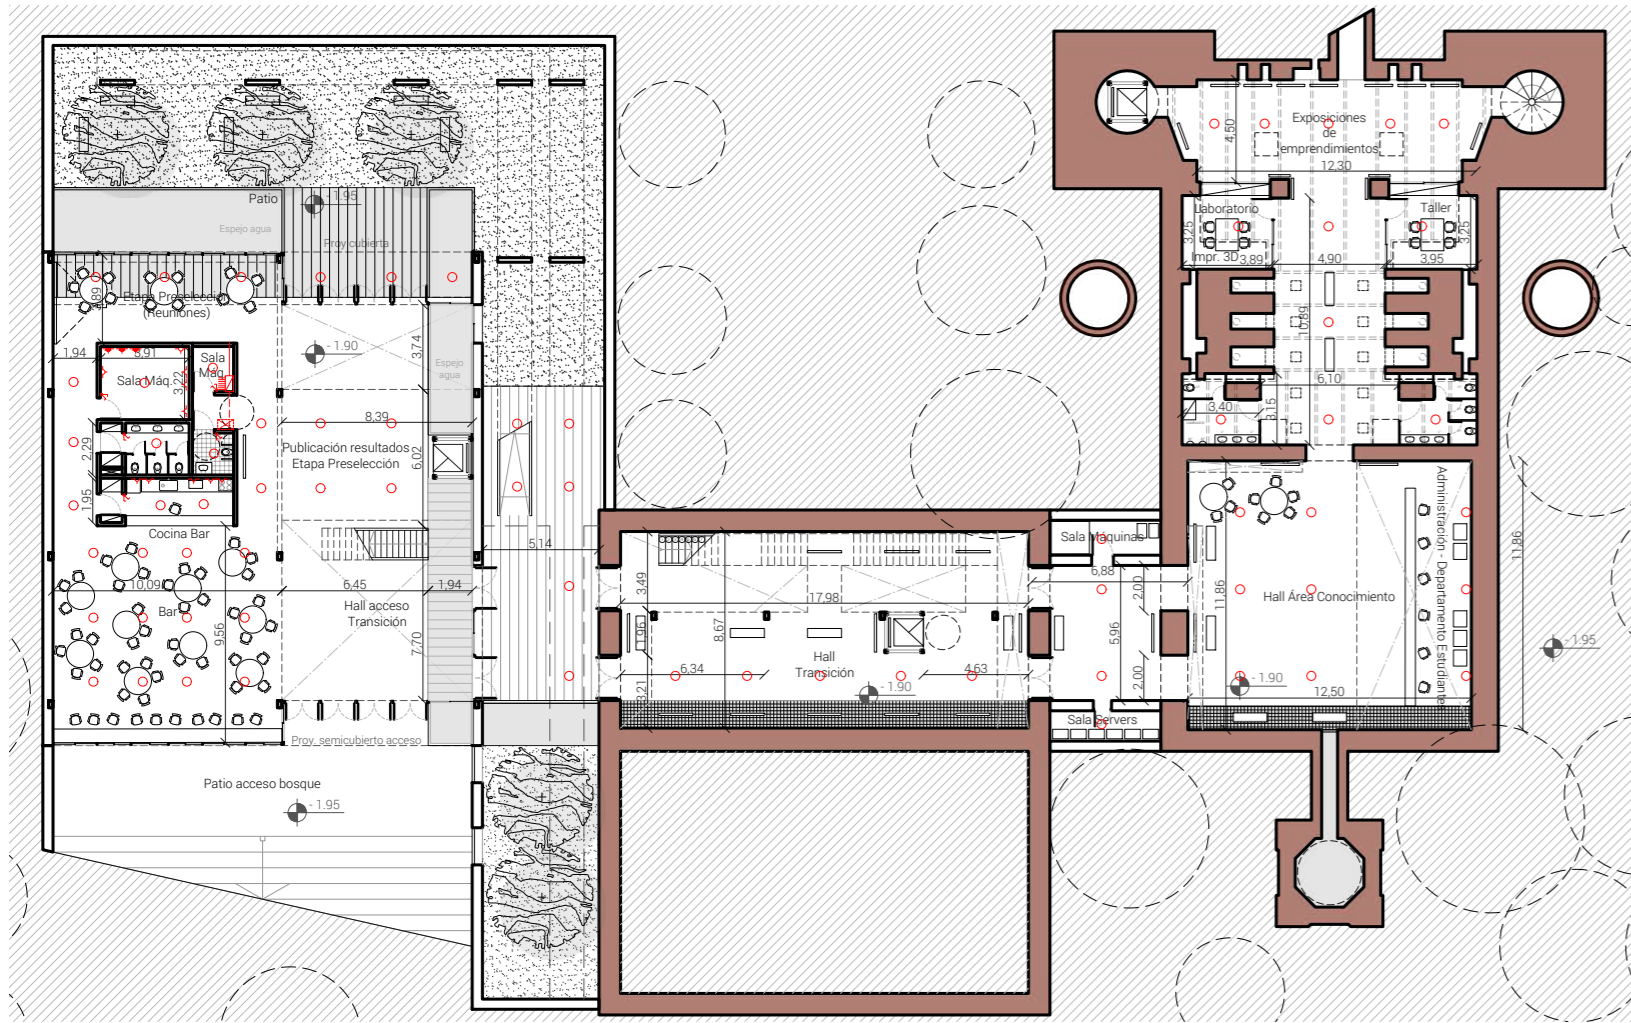 Exposiciones
de
emprendimientos
4,50
12,30
Patio
- 1.95
Espejo agua
Proy cubierta
Laboratorio
Taller
3,25
3,25
Impr. 3D
3,89
4,90
3,95
Etapa Preselección
(Reuniones)
10,89
- 1.90
3,74
1,94
Sala
Maq.
Sala Máq.
3,22
Espejo
agua
6,10
3,40
3,15
8,39
2,29
Publicación resultados
Etapa Preselección
6,02
1,95
Cocina Bar
Administración - Departamento Estudiantes
Sala Máquinas
5,14
11,86
6,88
3,49
2,00
10,09
6,45
1,94
17,98
11,86
Hall Área Conocimiento
Bar
Hall acceso
Transición
9,56
7,70
1,96
8,67
5,96
Hall
Transición
- 1.95
6,34
4,63
3,21
- 1.90
2,00
- 1.90
12,50
Sala Servers
Proy. semicubierto acceso
Patio acceso bosque
- 1.95